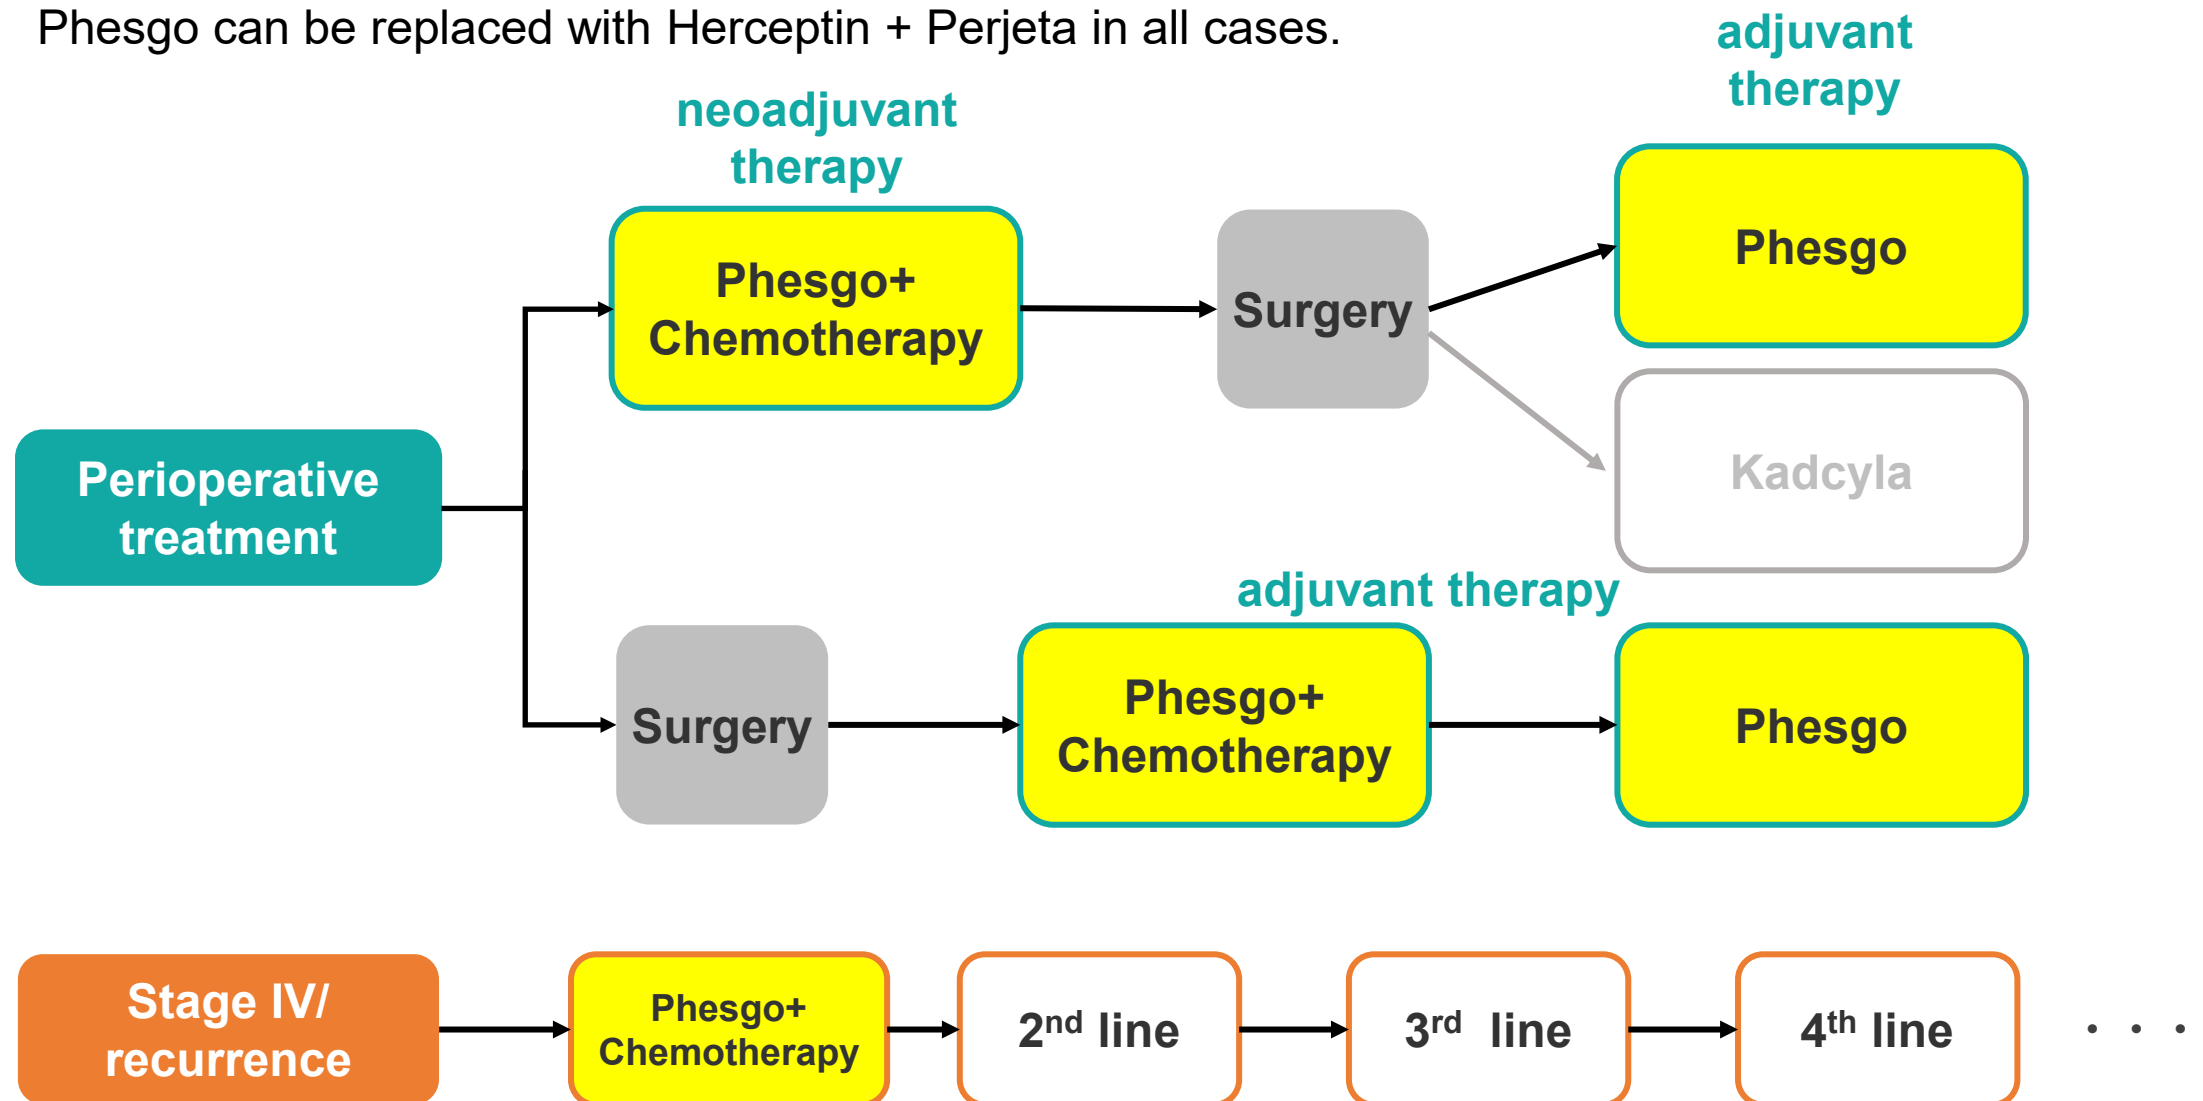 Phesgo can be replaced with Herceptin + Perjeta in all cases.
adjuvant
therapy
neoadjuvant
therapy
Phesgo+
Chemotherapy
Surgery
Phesgo
Kadcyla
Perioperative
treatment
adjuvant therapy
Surgery
Phesgo+
Chemotherapy
Phesgo
Stage IV/
recurrence
Phesgo+
Chemotherapy
2nd line
3rd line
4th line
・・・